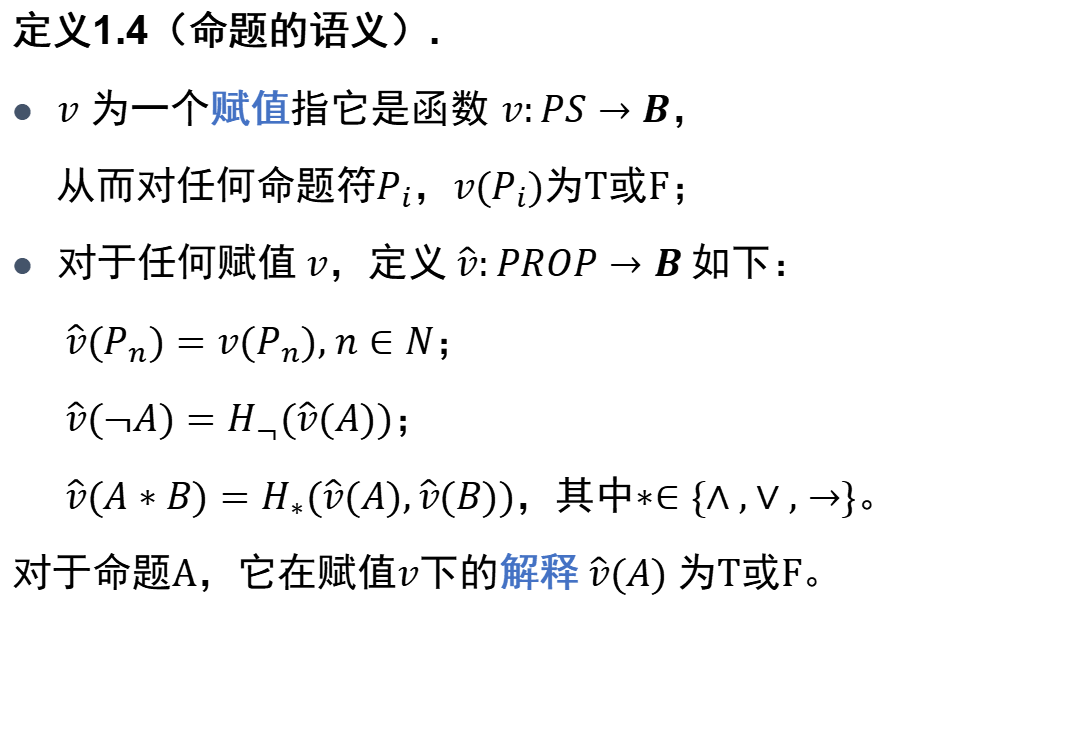 定义1.4（命题的语义）.
• v 为一个赋值指它是函数 v: PS → B，
从而对任何命题符Pᵢ，v(Pᵢ)为T或F；
• 对于任何赋值 v，定义 v̂: PROP → B 如下：
v̂(Pₙ) = v(Pₙ), n ∈ N；
v̂(¬A) = H_¬(v̂(A))；
v̂(A ∗ B) = H_∗(v̂(A), v̂(B))，其中∗∈ {∧ , ∨ , →}。
对于命题A，它在赋值v下的解释 v̂(A) 为T或F。